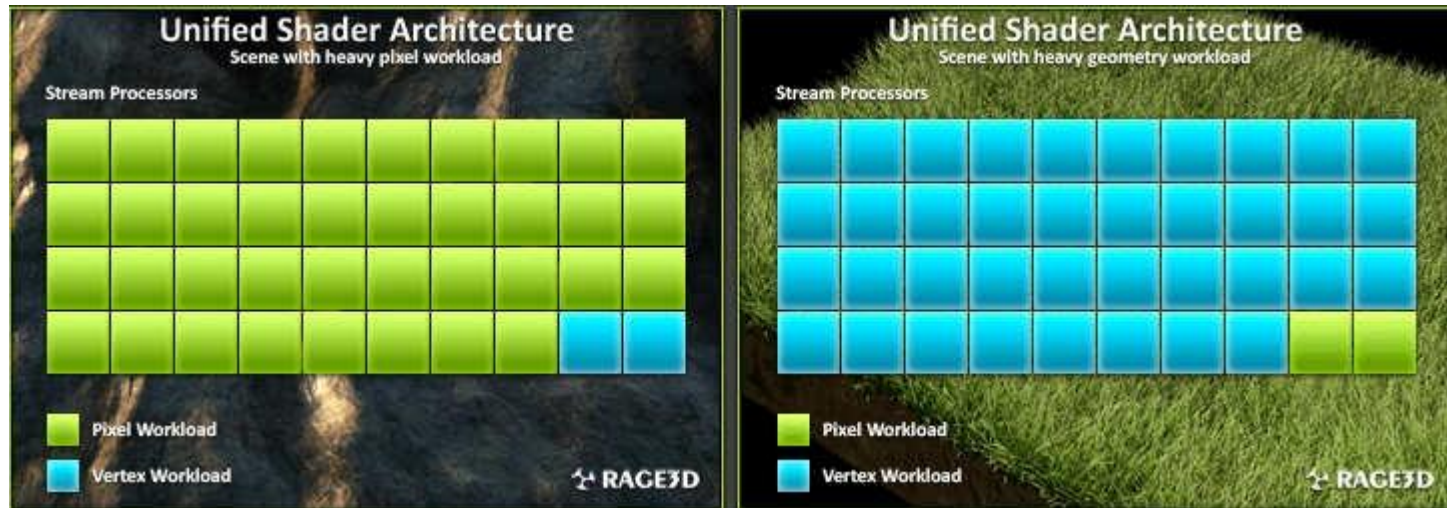 Unified Shader Architecture
Scene with heavy pixel workload
Stream Processors
Pixel Workload
Vertex Workload
RAGE3D
Unified Shader Architecture
Scene with heavy geometry workload
Stream Processors
Pixel Workload
Vertex Workload
RAGE3D